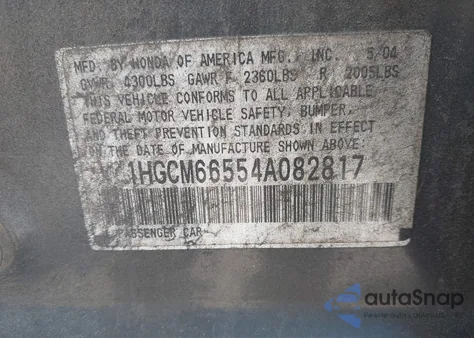 MFD. BY HONDA OF AMERICA MFG., INC. 5/04
GVWR 4300LBS GAWR F 2360LBS R 2005LBS
THIS VEHICLE CONFORMS TO ALL APPLICABLE
FEDERAL MOTOR VEHICLE SAFETY, BUMPER,
AND THEFT PREVENTION STANDARDS IN EFFECT
ON THE DATE OF MANUFACTURE SHOWN ABOVE.
1HGCM66554A082817
PASSENGER CAR
autoSnap